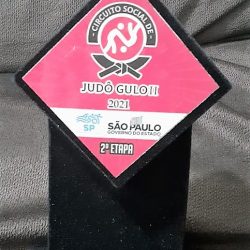 CIRCUITO SOCIAL DE
JUDÔ GULO II
2021
SP
SÃO PAULO
GOVERNO DO ESTADO
2ª ETAPA